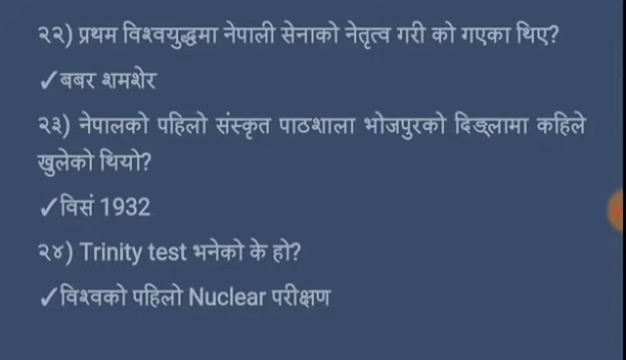 २२) प्रथम विश्वयुद्धमा नेपाली सेनाको नेतृत्व गरी को गएका थिए?
✓बबर शमशेर
२३) नेपालको पहिलो संस्कृत पाठशाला भोजपुरको दिङ्लामा कहिले
खुलेको थियो?
✓विसं 1932
२४) Trinity test भनेको के हो?
✓विश्वको पहिलो Nuclear परीक्षण